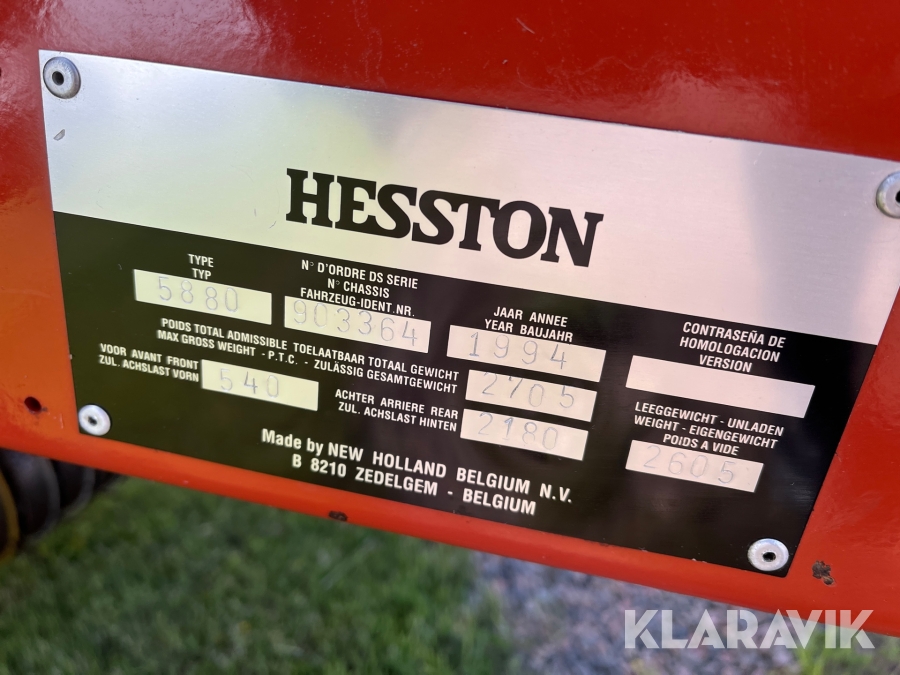 HESSTON
TYPE
TYP
5880
N° D'ORDRE DS SERIE
N° CHASSIS
FAHRZEUG-IDENT.NR.
903364
JAAR ANNEE
YEAR BAUJAHR
1994
CONTRASEÑA DE
HOMOLOGACION
VERSION
POIDS TOTAL ADMISSIBLE TOELAATBAAR TOTAAL GEWICHT
MAX GROSS WEIGHT - P.T.C. - ZULÄSSIG GESAMTGEWICHT
2705
VOOR AVANT FRONT
ZUL. ACHSLAST VORN
540
ACHTER ARRIERE REAR
ZUL. ACHSLAST HINTEN
2180
LEEGGEWICHT - UNLADEN
WEIGHT - EIGENGEWICHT
POIDS A VIDE
2605
Made by NEW HOLLAND BELGIUM N.V.
B 8210 ZEDELGEM - BELGIUM
KLARAVIK